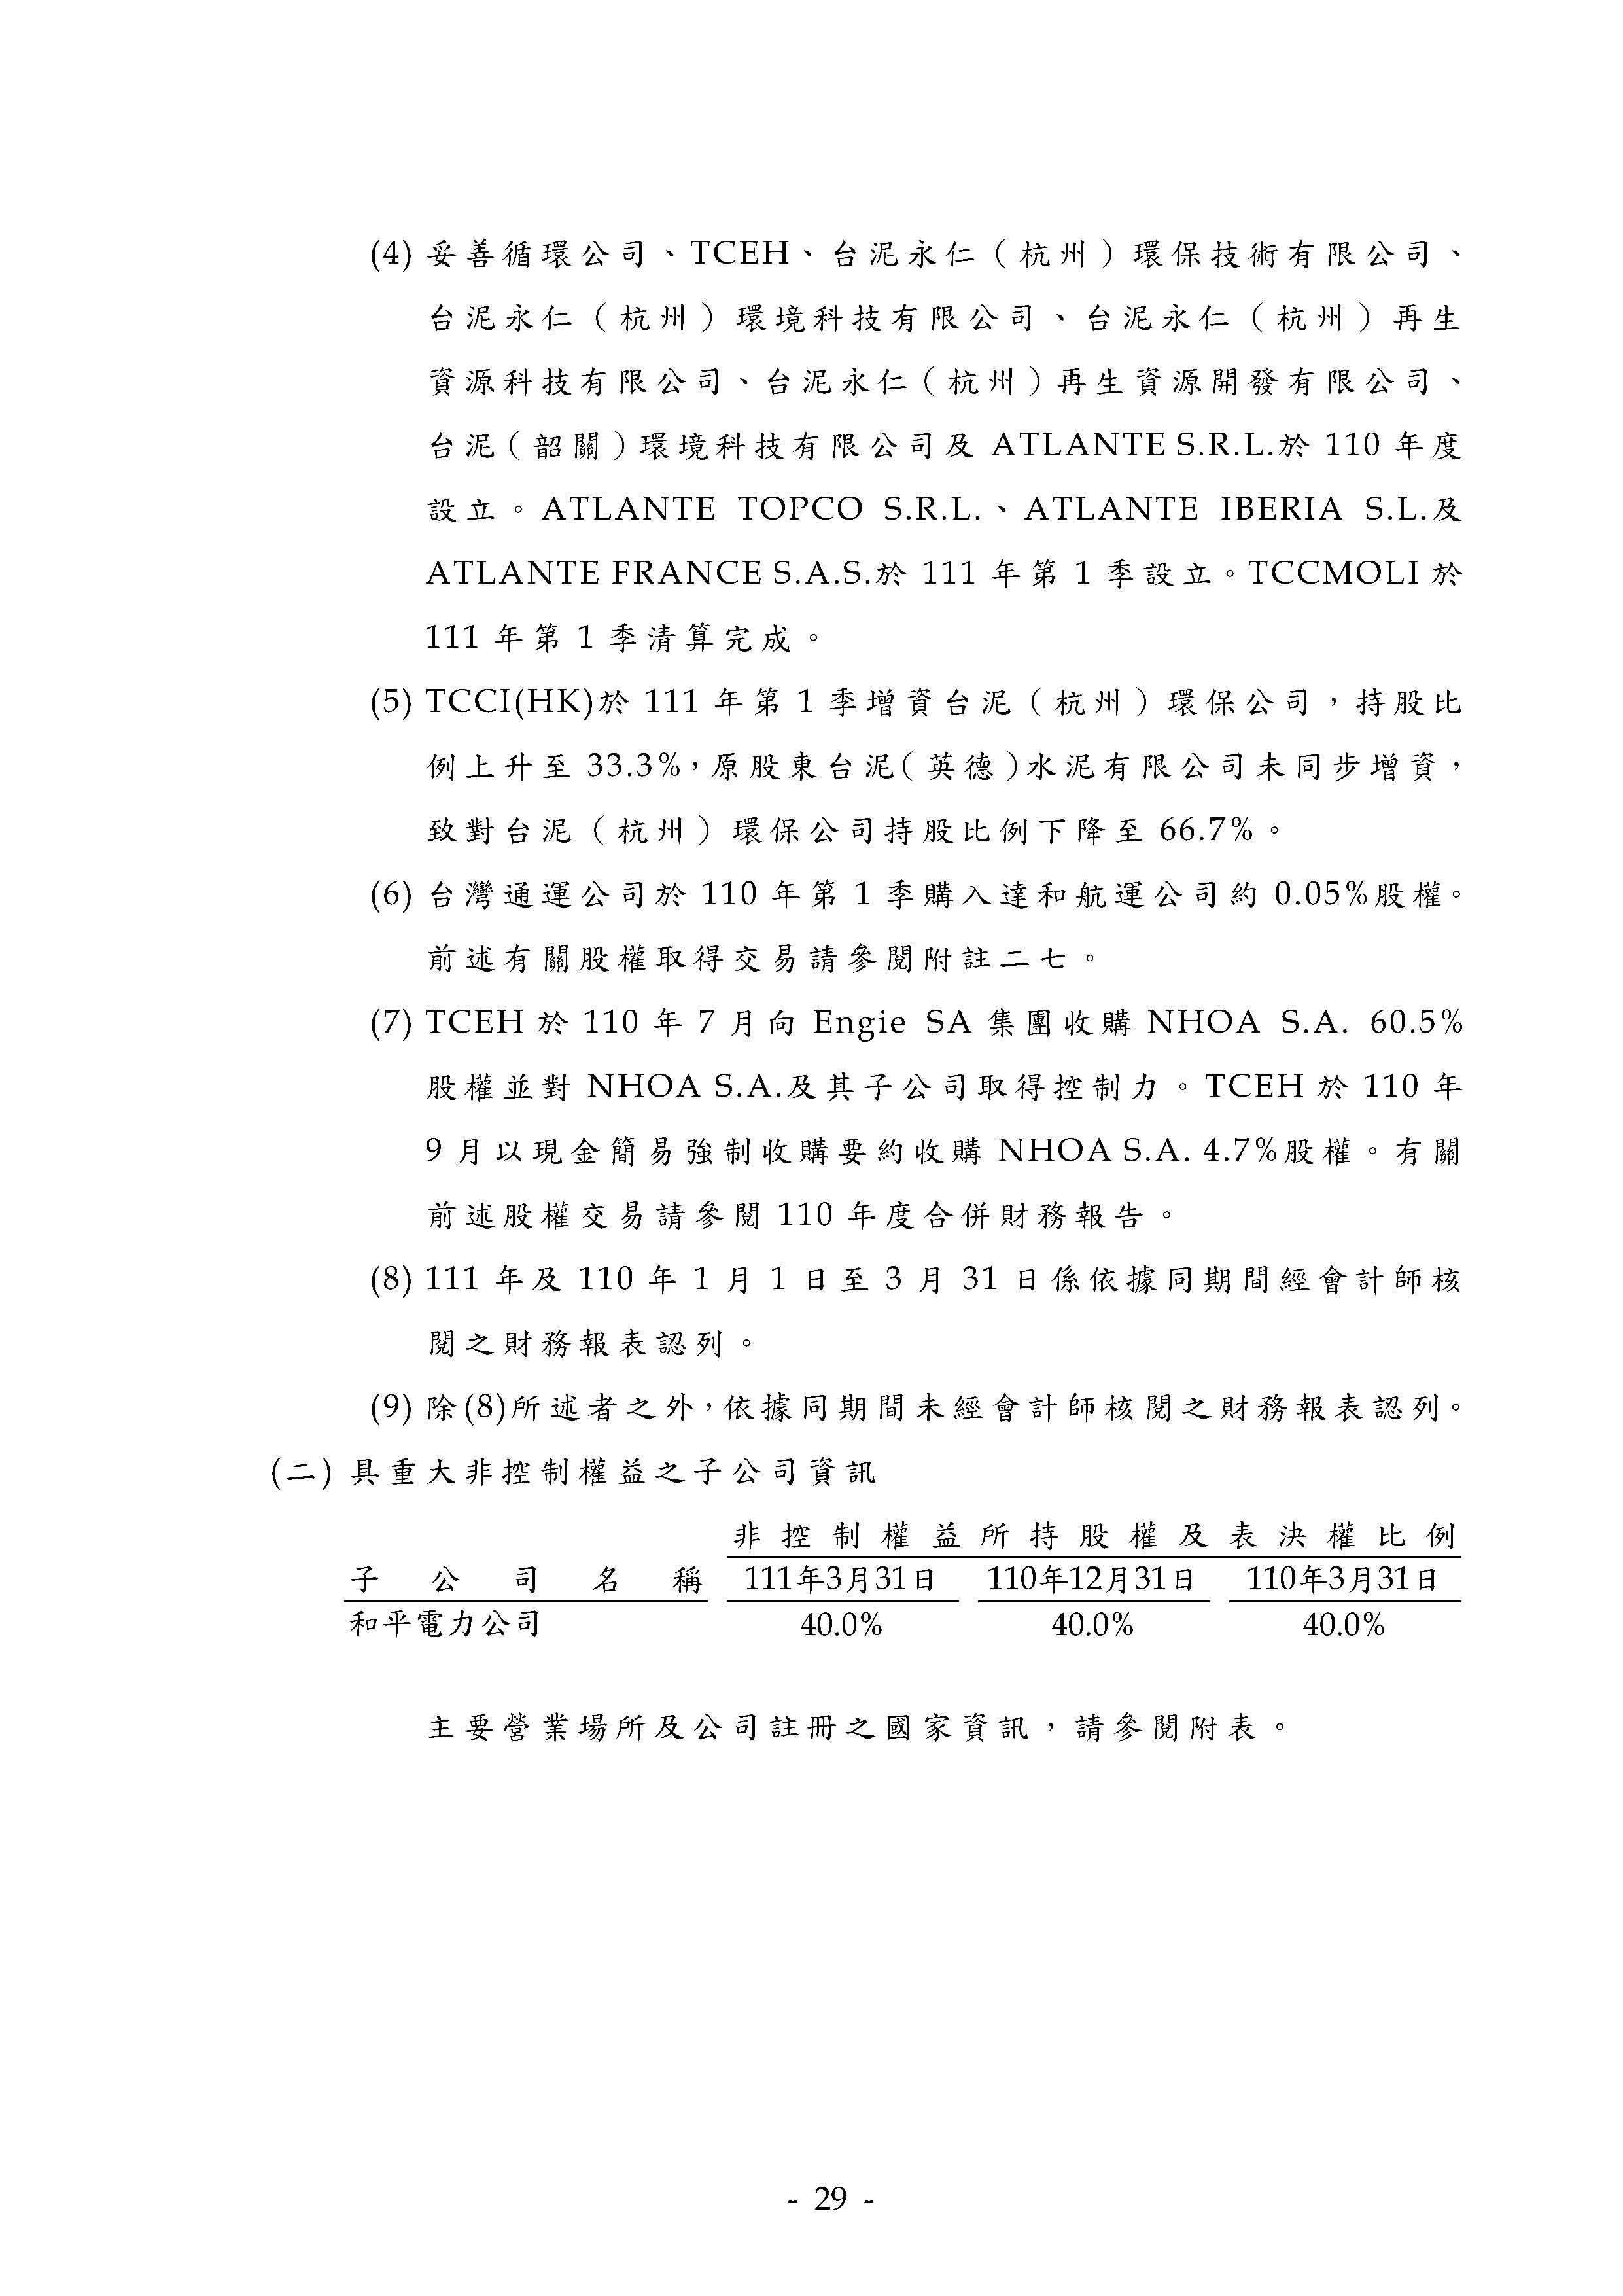 (4) 妥善循環公司、TCEH、台泥永仁（杭州）環保技術有限公司、
台泥永仁（杭州）環境科技有限公司、台泥永仁（杭州）再生
資源科技有限公司、台泥永仁（杭州）再生資源開發有限公司、
台泥（韶關）環境科技有限公司及 ATLANTE S.R.L.於 110 年度
設立。ATLANTE TOPCO S.R.L.、ATLANTE IBERIA S.L.及
ATLANTE FRANCE S.A.S.於 111 年第 1 季設立。TCCMOLI 於
111 年第 1 季清算完成。
(5) TCCI(HK)於 111 年第 1 季增資台泥（杭州）環保公司，持股比
例上升至 33.3%，原股東台泥（英德）水泥有限公司未同步增資，
致對台泥（杭州）環保公司持股比例下降至 66.7%。
(6) 台灣通運公司於 110 年第 1 季購入達和航運公司約 0.05%股權。
前述有關股權取得交易請參閱附註二七。
(7) TCEH 於 110 年 7 月向 Engie SA 集團收購 NHOA S.A. 60.5%
股權並對 NHOA S.A.及其子公司取得控制力。TCEH 於 110 年
9 月以現金簡易強制收購要約收購 NHOA S.A. 4.7%股權。有關
前述股權交易請參閱 110 年度合併財務報告。
(8) 111 年及 110 年 1 月 1 日至 3 月 31 日係依據同期間經會計師核
閱之財務報表認列。
(9) 除(8)所述者之外，依據同期間未經會計師核閱之財務報表認列。
(二) 具重大非控制權益之子公司資訊
非控制權益所持股權及表決權比例
子公司名稱 111年3月31日 110年12月31日 110年3月31日
和平電力公司 40.0% 40.0% 40.0%
主要營業場所及公司註冊之國家資訊，請參閱附表。
- 29 -